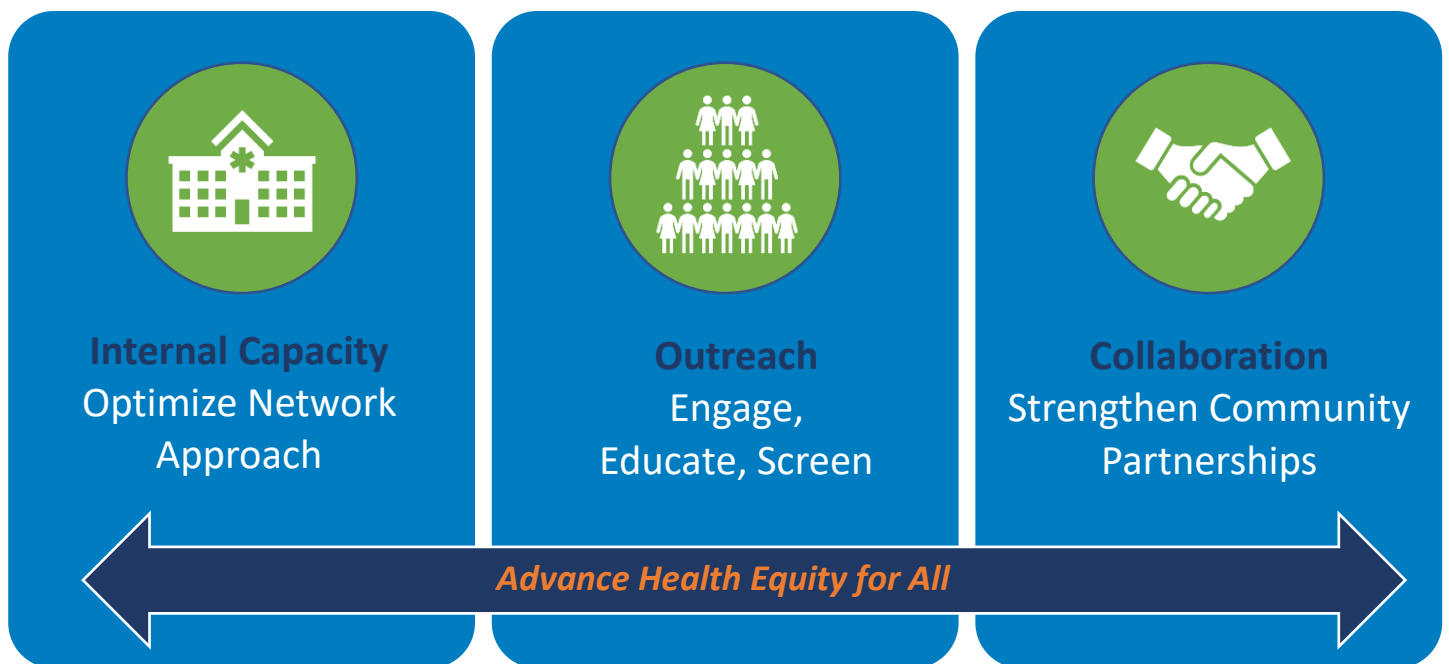 Internal Capacity
Optimize Network
Approach
Outreach
Engage,
Educate, Screen
Collaboration
Strengthen Community
Partnerships
Advance Health Equity for All